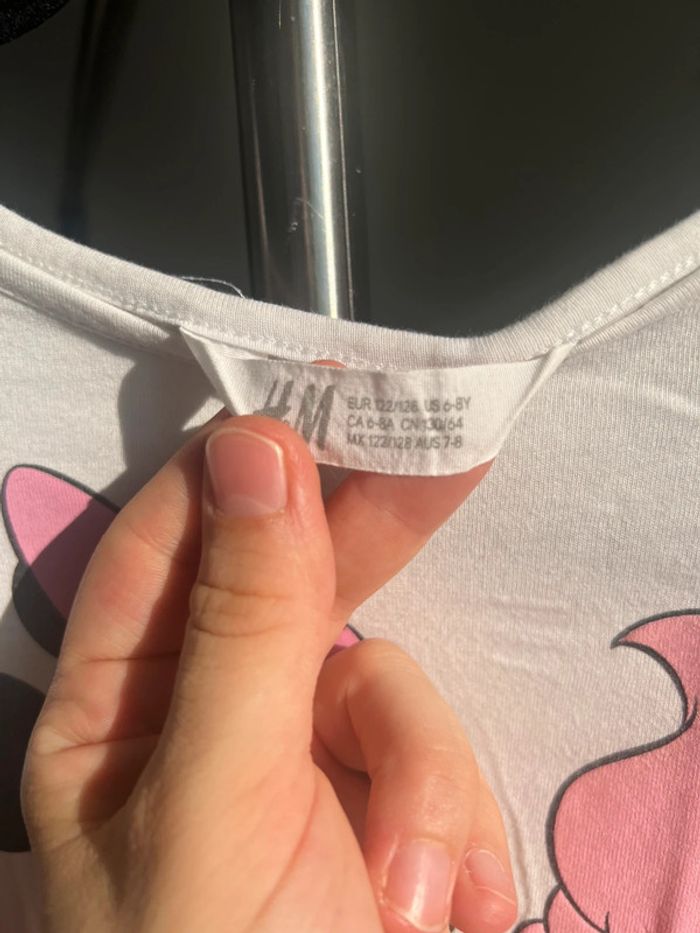 H&M
EUR 122/128 US 6-8Y
CA 6-8A CN 130/64
MX 122/128 AUS 7-8